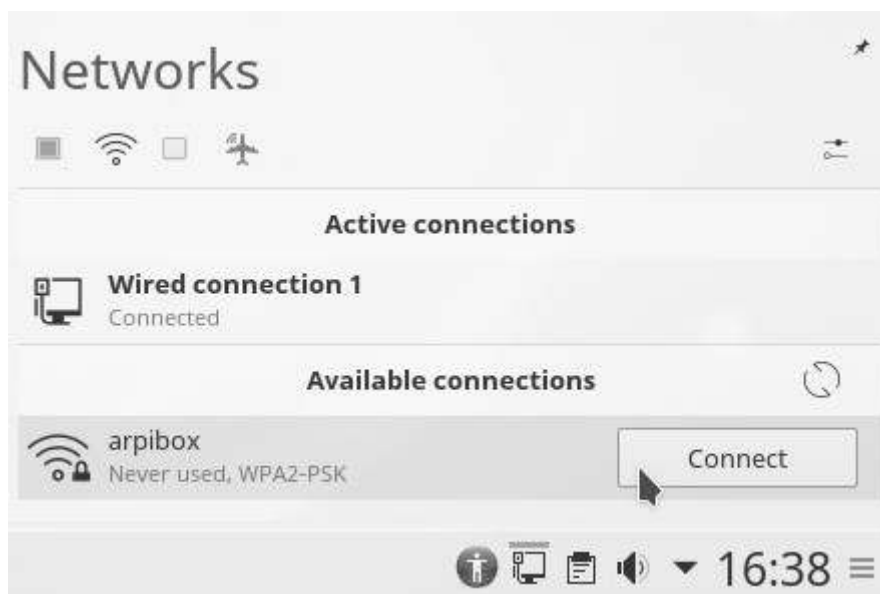 Networks
Active connections
Wired connection 1
Connected
Available connections
arpibox
Never used, WPA2-PSK
Connect
16:38